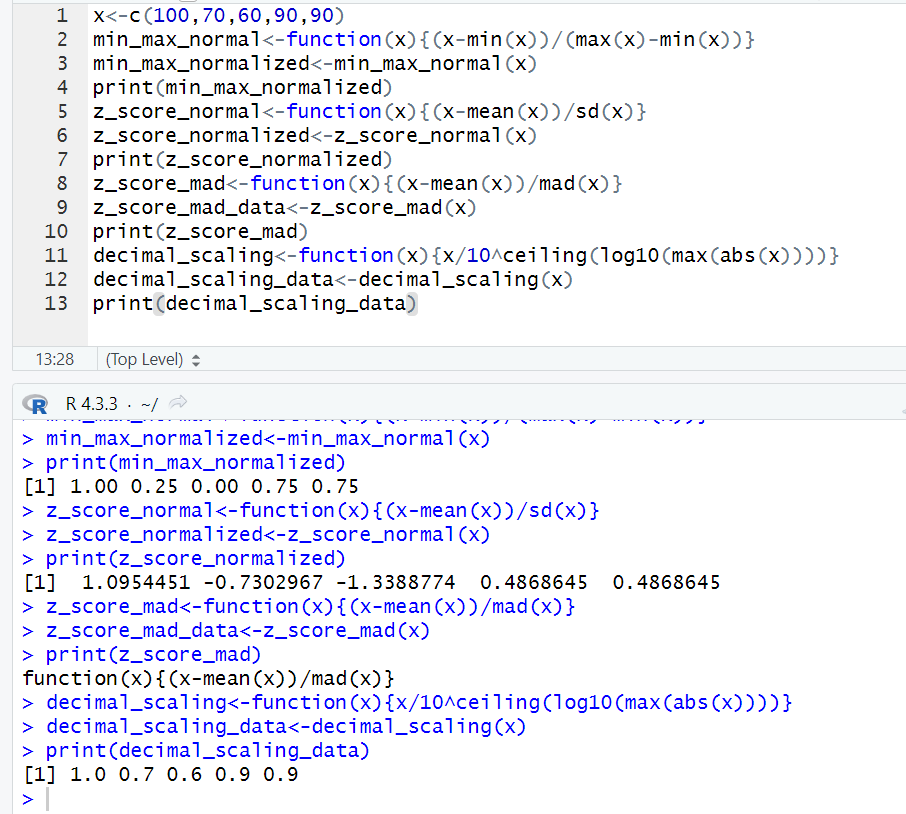 1 x<-c(100,70,60,90,90)
2 min_max_normal<-function(x){(x-min(x))/(max(x)-min(x))}
3 min_max_normalized<-min_max_normal(x)
4 print(min_max_normalized)
5 z_score_normal<-function(x){(x-mean(x))/sd(x)}
6 z_score_normalized<-z_score_normal(x)
7 print(z_score_normalized)
8 z_score_mad<-function(x){(x-mean(x))/mad(x)}
9 z_score_mad_data<-z_score_mad(x)
10 print(z_score_mad)
11 decimal_scaling<-function(x){x/10^ceiling(log10(max(abs(x))))}
12 decimal_scaling_data<-decimal_scaling(x)
13 print(decimal_scaling_data)
13:28 (Top Level)
R R 4.3.3 · ~/
> min_max_normalized<-min_max_normal(x)
> print(min_max_normalized)
[1] 1.00 0.25 0.00 0.75 0.75
> z_score_normal<-function(x){(x-mean(x))/sd(x)}
> z_score_normalized<-z_score_normal(x)
> print(z_score_normalized)
[1]  1.0954451 -0.7302967 -1.3388774  0.4868645  0.4868645
> z_score_mad<-function(x){(x-mean(x))/mad(x)}
> z_score_mad_data<-z_score_mad(x)
> print(z_score_mad)
function(x){(x-mean(x))/mad(x)}
> decimal_scaling<-function(x){x/10^ceiling(log10(max(abs(x))))}
> decimal_scaling_data<-decimal_scaling(x)
> print(decimal_scaling_data)
[1] 1.0 0.7 0.6 0.9 0.9
>